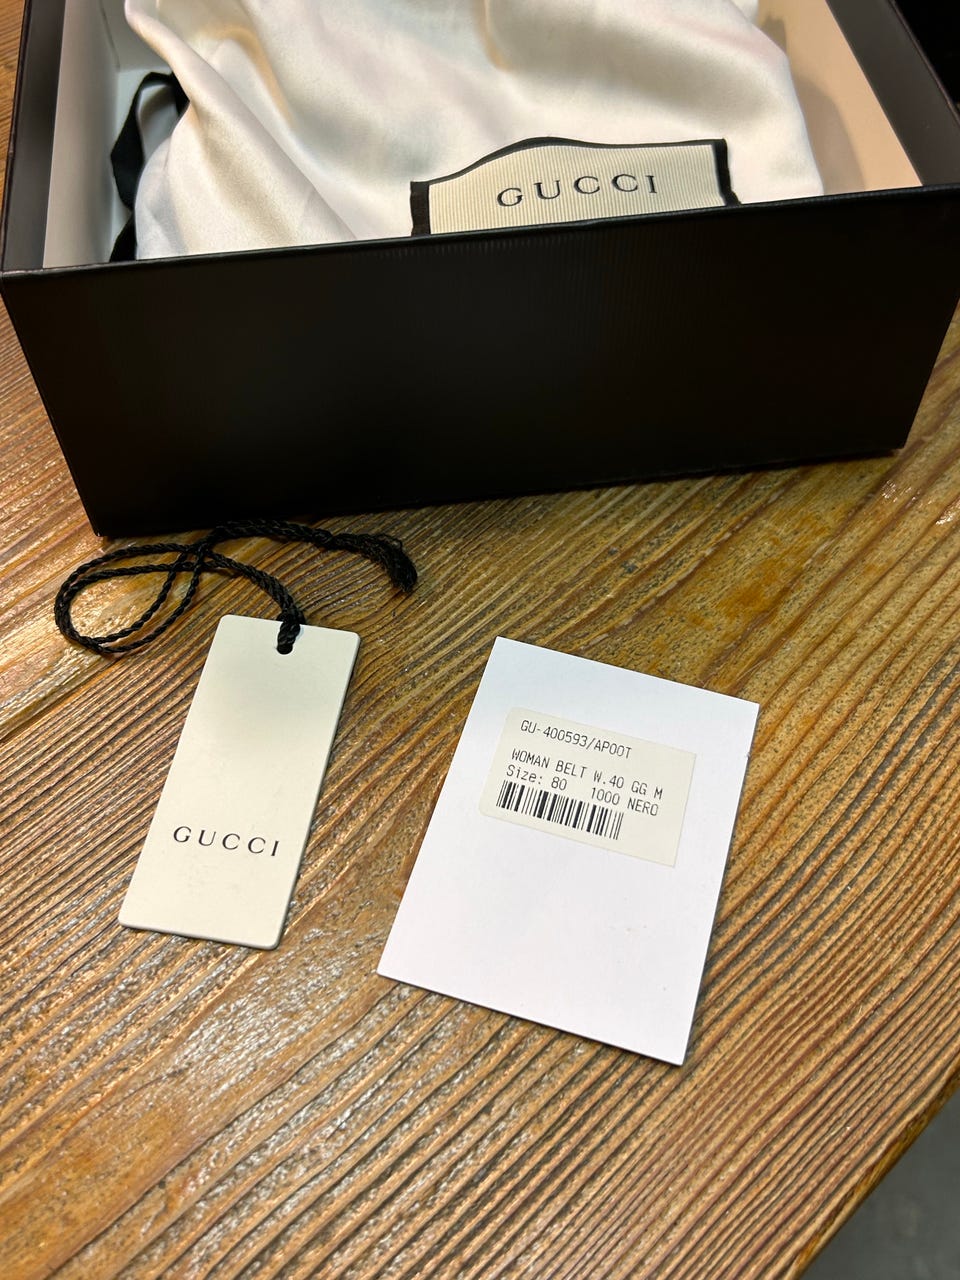 GUCCI
GUCCI
GU-400593/AP00T
WOMAN BELT W.40 GG M
Size: 80 1000 NERO